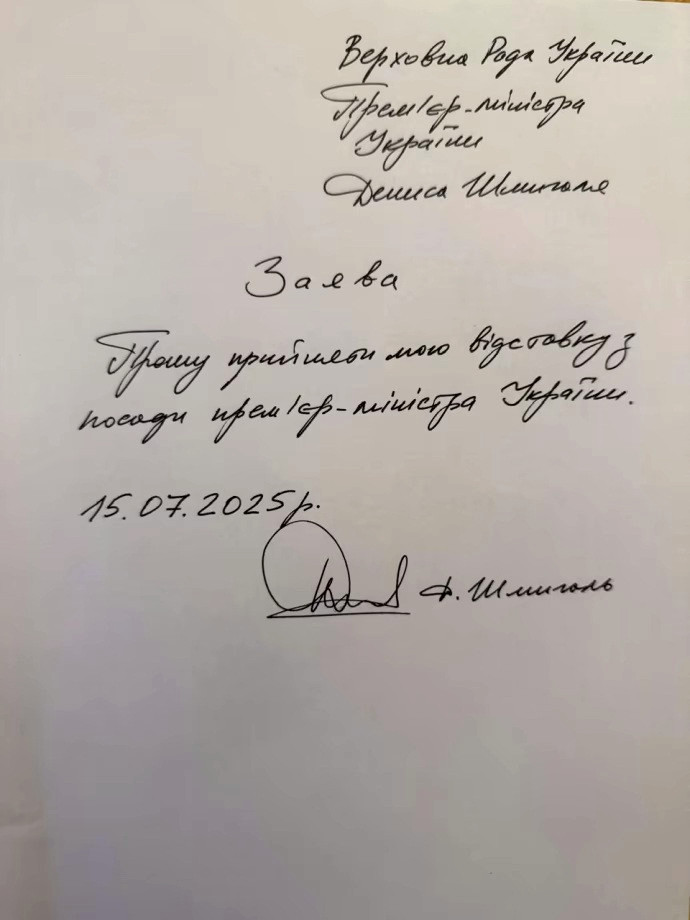 Верховна Рада України
Прем'єр-міністра
України
Дениса Шмигаля
Заява
Прошу прийняти мою відставку з
посади прем'єр-міністра України.
15.07.2025р.
Д. Шмигаль